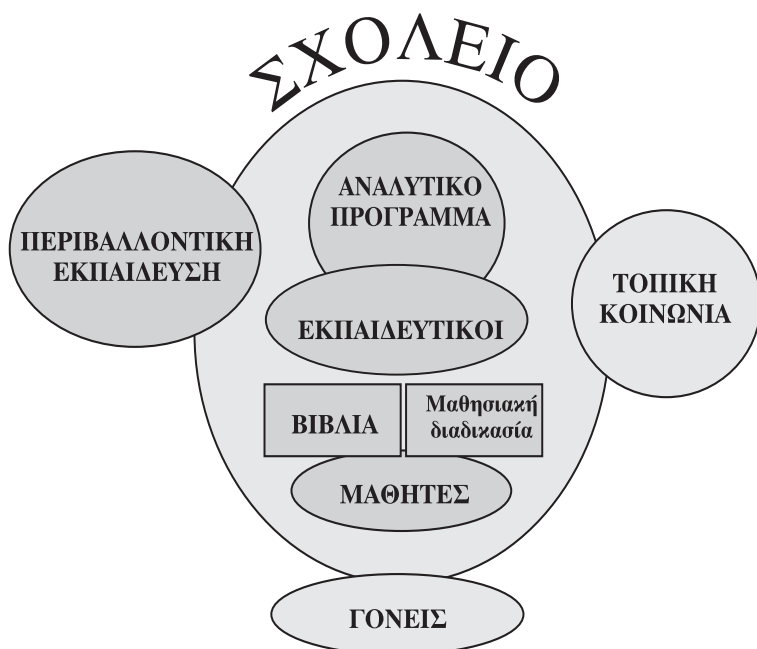 ΣΧΟΛΕΙΟ
ΑΝΑΛΥΤΙΚΟ
ΠΡΟΓΡΑΜΜΑ
ΠΕΡΙΒΑΛΛΟΝΤΙΚΗ
ΕΚΠΑΙΔΕΥΣΗ
ΤΟΠΙΚΗ
ΚΟΙΝΩΝΙΑ
ΕΚΠΑΙΔΕΥΤΙΚΟΙ
ΒΙΒΛΙΑ
Μαθησιακή
διαδικασία
ΜΑΘΗΤΕΣ
ΓΟΝΕΙΣ